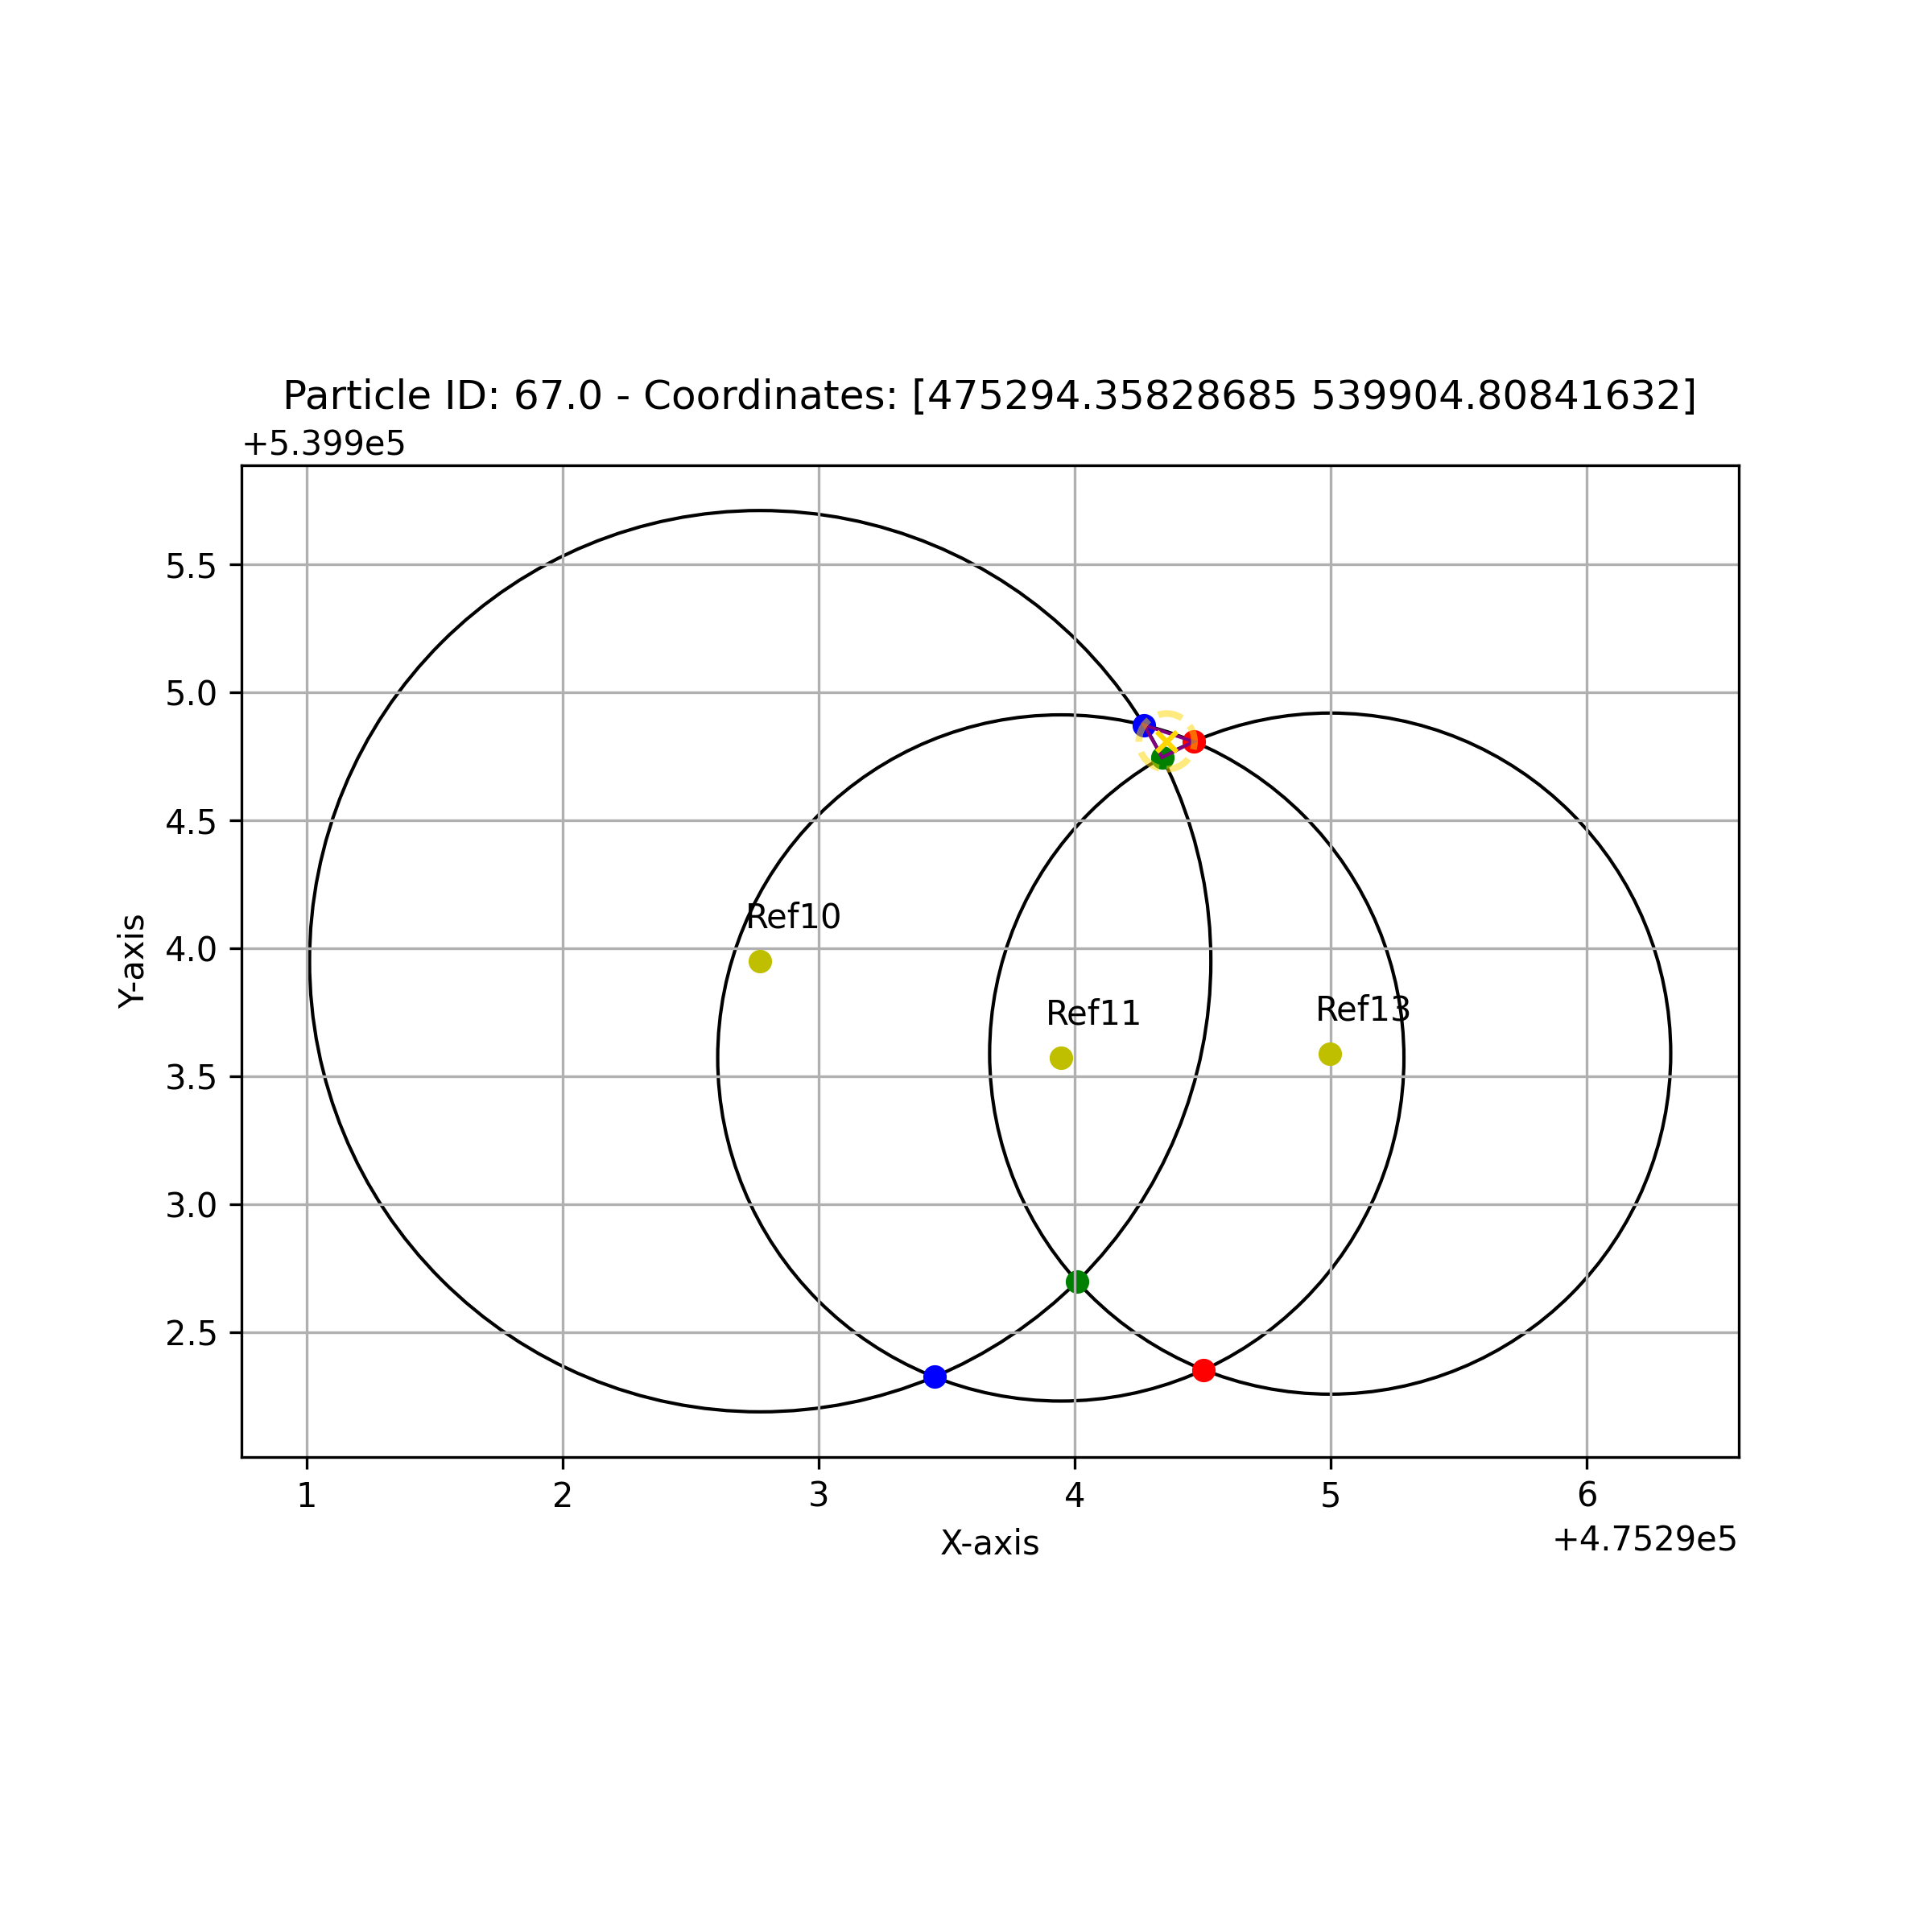 Particle ID: 67.0 - Coordinates: [475294.35828685 539904.80841632]
+5.399e5
5.5
5.0
4.5
4.0
3.5
3.0
2.5
Y-axis
Ref10
Ref11
Ref13
1 2 3 4 5 6
X-axis
+4.7529e5